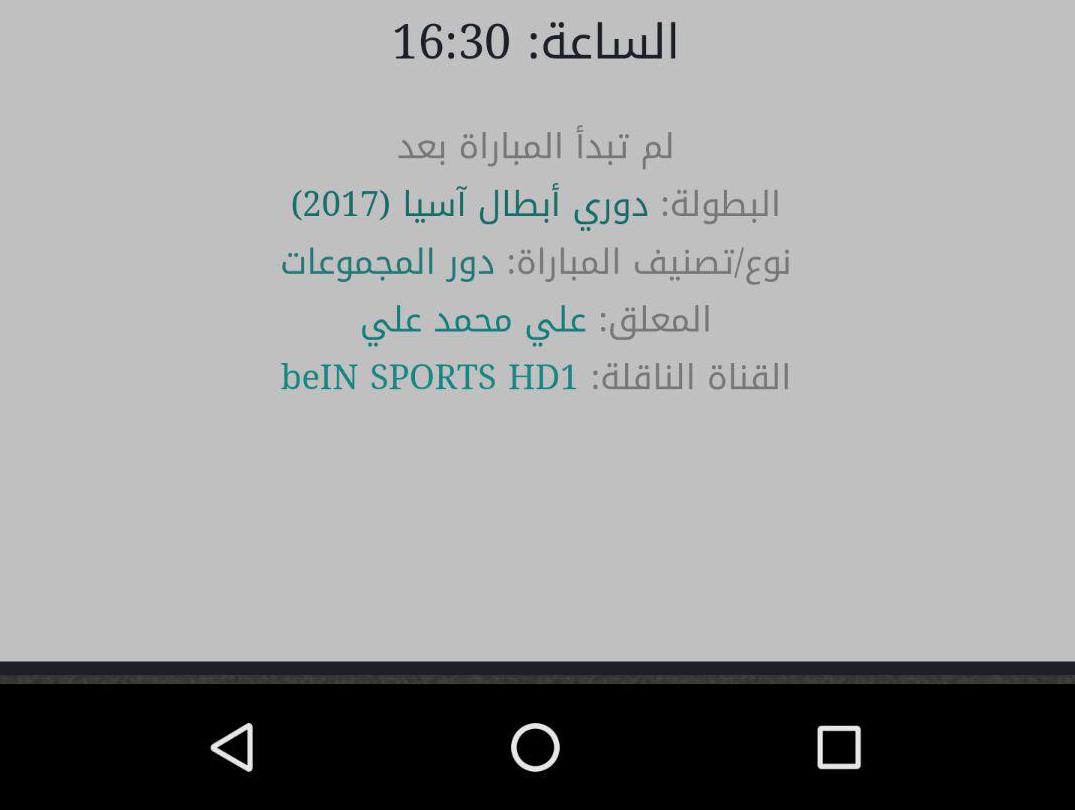 الساعة: 16:30
لم تبدأ المباراة بعد
البطولة: دوري أبطال آسيا (2017)
نوع/تصنيف المباراة: دور المجموعات
المعلق: علي محمد علي
القناة الناقلة: beIN SPORTS HD1